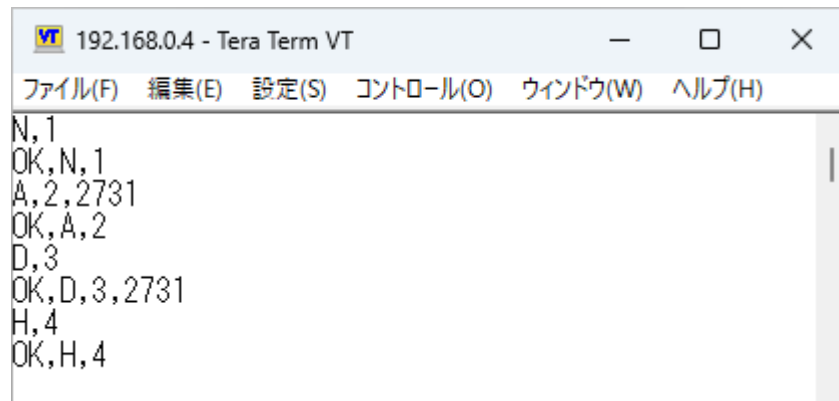 VT 192.168.0.4 - Tera Term VT
ファイル(F) 編集(E) 設定(S) コントロール(O) ウィンドウ(W) ヘルプ(H)
N,1
OK,N,1
A,2,2731
OK,A,2
D,3
OK,D,3,2731
H,4
OK,H,4